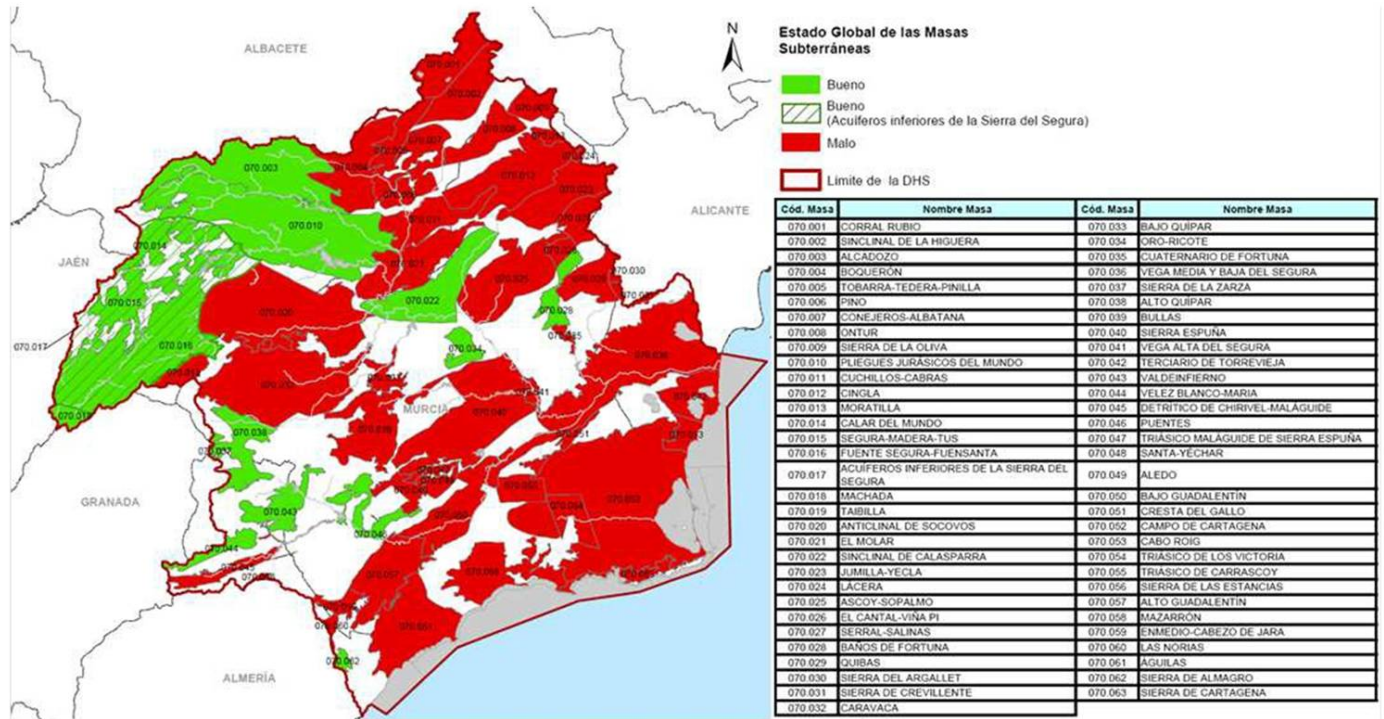 ALBACETE
N
ALICANTE
JAÉN
MURCIA
GRANADA
ALMERÍA
070.001
070.002
070.003
070.010
070.014
070.015
070.016
070.017
070.012
070.022
070.025
070.030
070.034
070.038
070.043
070.040
070.062
Estado Global de las Masas
Subterráneas
Bueno
Bueno
(Acuíferos inferiores de la Sierra del Segura)
Malo
Límite de la DHS
Cód. Masa Nombre Masa Cód. Masa Nombre Masa
070.001 CORRAL RUBIO 070.033 BAJO QUÍPAR
070.002 SINCLINAL DE LA HIGUERA 070.034 ORO-RICOTE
070.003 ALCADOZO 070.035 CUATERNARIO DE FORTUNA
070.004 BOQUERÓN 070.036 VEGA MEDIA Y BAJA DEL SEGURA
070.005 TOBARRA-TEDERA-PINILLA 070.037 SIERRA DE LA ZARZA
070.006 PINO 070.038 ALTO QUÍPAR
070.007 CONEJEROS-ALBATANA 070.039 BULLAS
070.008 ONTUR 070.040 SIERRA ESPUÑA
070.009 SIERRA DE LA OLIVA 070.041 VEGA ALTA DEL SEGURA
070.010 PLIEGUES JURÁSICOS DEL MUNDO 070.042 TERCIARIO DE TORREVIEJA
070.011 CUCHILLOS-CABRAS 070.043 VALDEINFIERNO
070.012 CINGLA 070.044 VELEZ BLANCO-MARIA
070.013 MORATILLA 070.045 DETRÍTICO DE CHIRIVEL-MALÁGUIDE
070.014 CALAR DEL MUNDO 070.046 PUENTES
070.015 SEGURA-MADERA-TUS 070.047 TRIÁSICO MALÁGUIDE DE SIERRA ESPUÑA
070.016 FUENTE SEGURA-FUENSANTA 070.048 SANTA-YÉCHAR
070.017 ACUÍFEROS INFERIORES DE LA SIERRA DEL
SEGURA 070.049 ALEDO
070.018 MACHADA 070.050 BAJO GUADALENTÍN
070.019 TAIBILLA 070.051 CRESTA DEL GALLO
070.020 ANTICLINAL DE SOCOVOS 070.052 CAMPO DE CARTAGENA
070.021 EL MOLAR 070.053 CABO ROIG
070.022 SINCLINAL DE CALASPARRA 070.054 TRIÁSICO DE LOS VICTORIA
070.023 JUMILLA-YECLA 070.055 TRIÁSICO DE CARRASCOY
070.024 LÁCERA 070.056 SIERRA DE LAS ESTANCIAS
070.025 ASCOY-SOPALMO 070.057 ALTO GUADALENTÍN
070.026 EL CANTAL-VIÑA PI 070.058 MAZARRÓN
070.027 SERRAL-SALINAS 070.059 ENMEDIO-CABEZO DE JARA
070.028 BAÑOS DE FORTUNA 070.060 LAS NORIAS
070.029 QUIBAS 070.061 ÁGUILAS
070.030 SIERRA DEL ARGALLET 070.062 SIERRA DE ALMAGRO
070.031 SIERRA DE CREVILLENTE 070.063 SIERRA DE CARTAGENA
070.032 CARAVACA